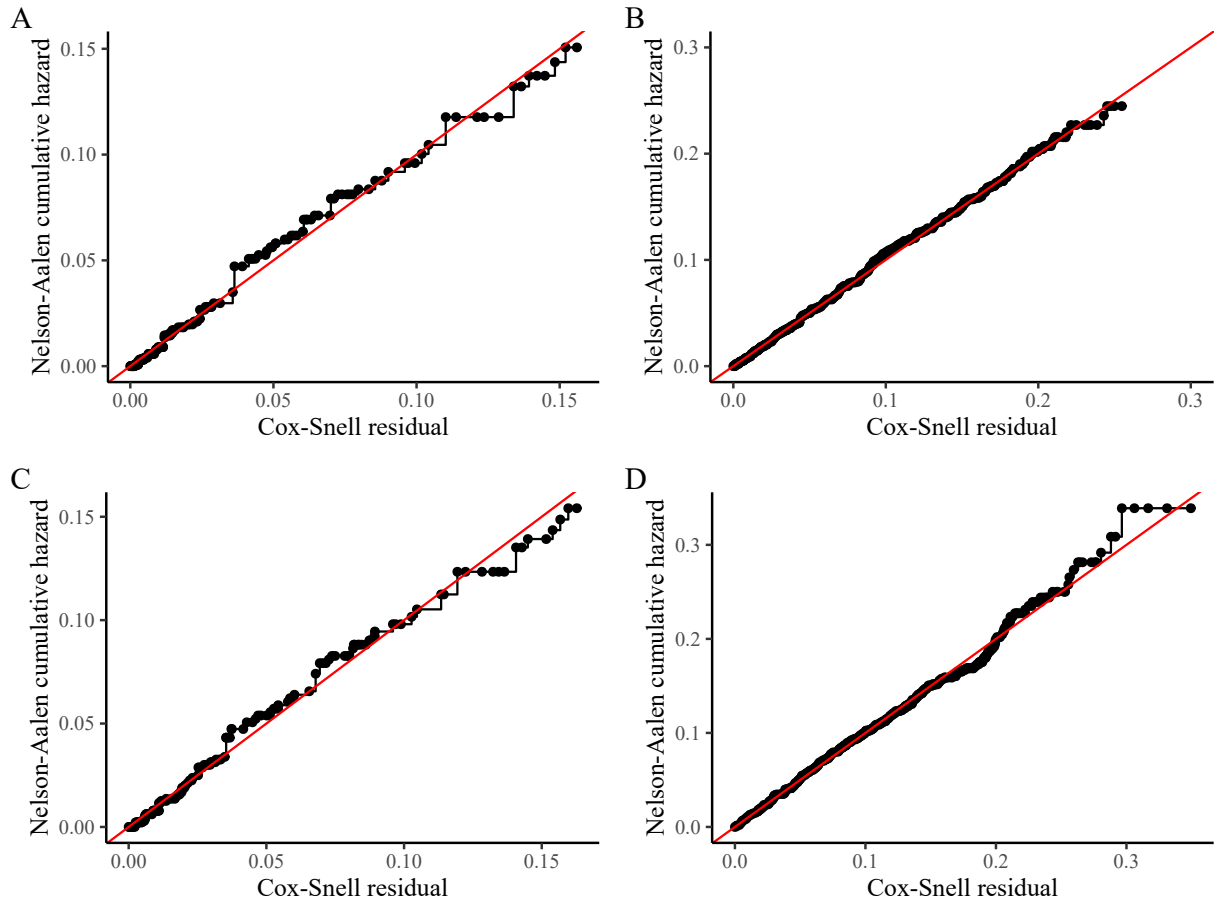 A
Nelson-Aalen cumulative hazard
0.15
0.10
0.05
0.00
0.00 0.05 0.10 0.15
Cox-Snell residual
B
Nelson-Aalen cumulative hazard
0.3
0.2
0.1
0.0
0.0 0.1 0.2 0.3
Cox-Snell residual
C
Nelson-Aalen cumulative hazard
0.15
0.10
0.05
0.00
0.00 0.05 0.10 0.15
Cox-Snell residual
D
Nelson-Aalen cumulative hazard
0.3
0.2
0.1
0.0
0.0 0.1 0.2 0.3
Cox-Snell residual